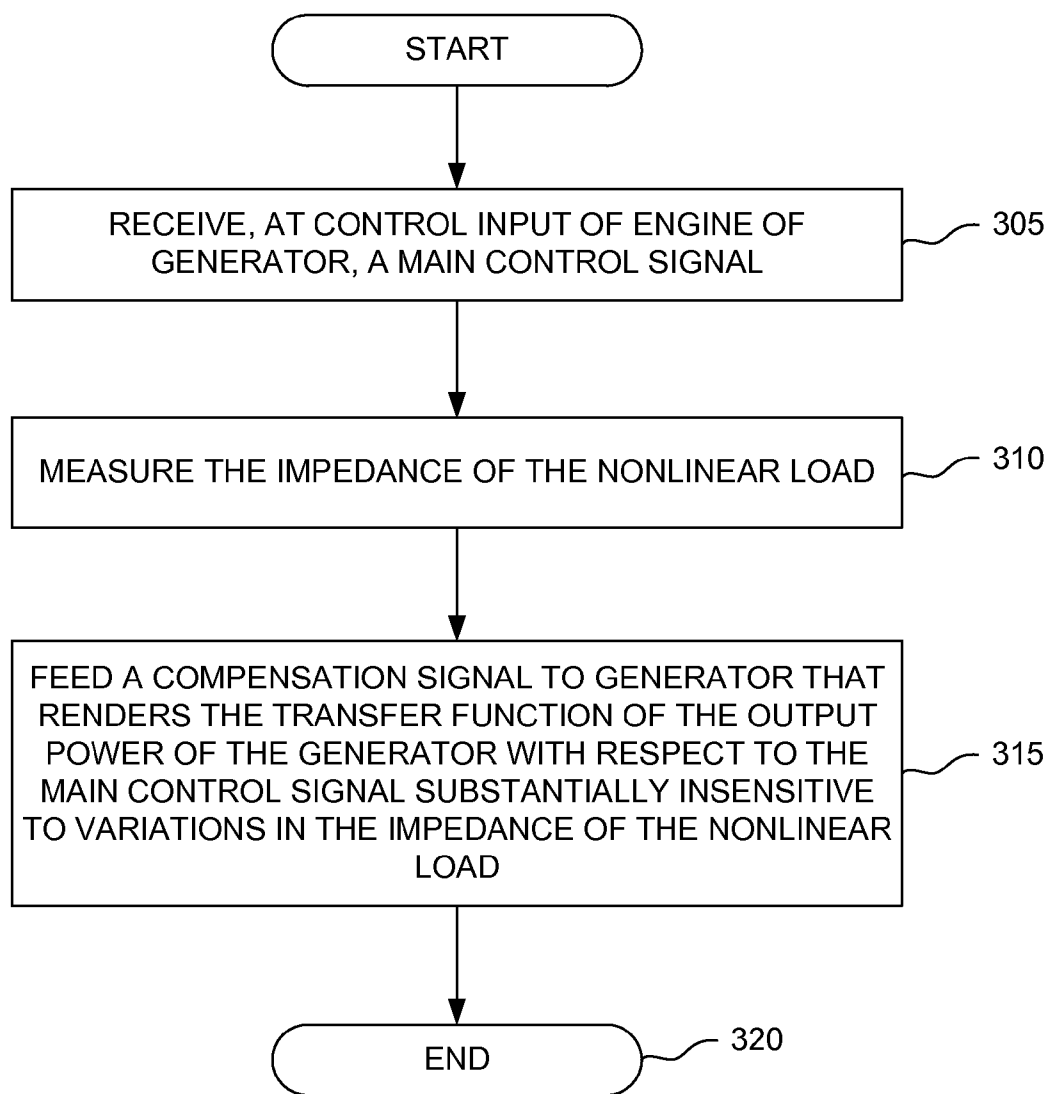 START
RECEIVE, AT CONTROL INPUT OF ENGINE OF
GENERATOR, A MAIN CONTROL SIGNAL
305
MEASURE THE IMPEDANCE OF THE NONLINEAR LOAD
310
FEED A COMPENSATION SIGNAL TO GENERATOR THAT
RENDERS THE TRANSFER FUNCTION OF THE OUTPUT
POWER OF THE GENERATOR WITH RESPECT TO THE
MAIN CONTROL SIGNAL SUBSTANTIALLY INSENSITIVE
TO VARIATIONS IN THE IMPEDANCE OF THE NONLINEAR
LOAD
315
END
320